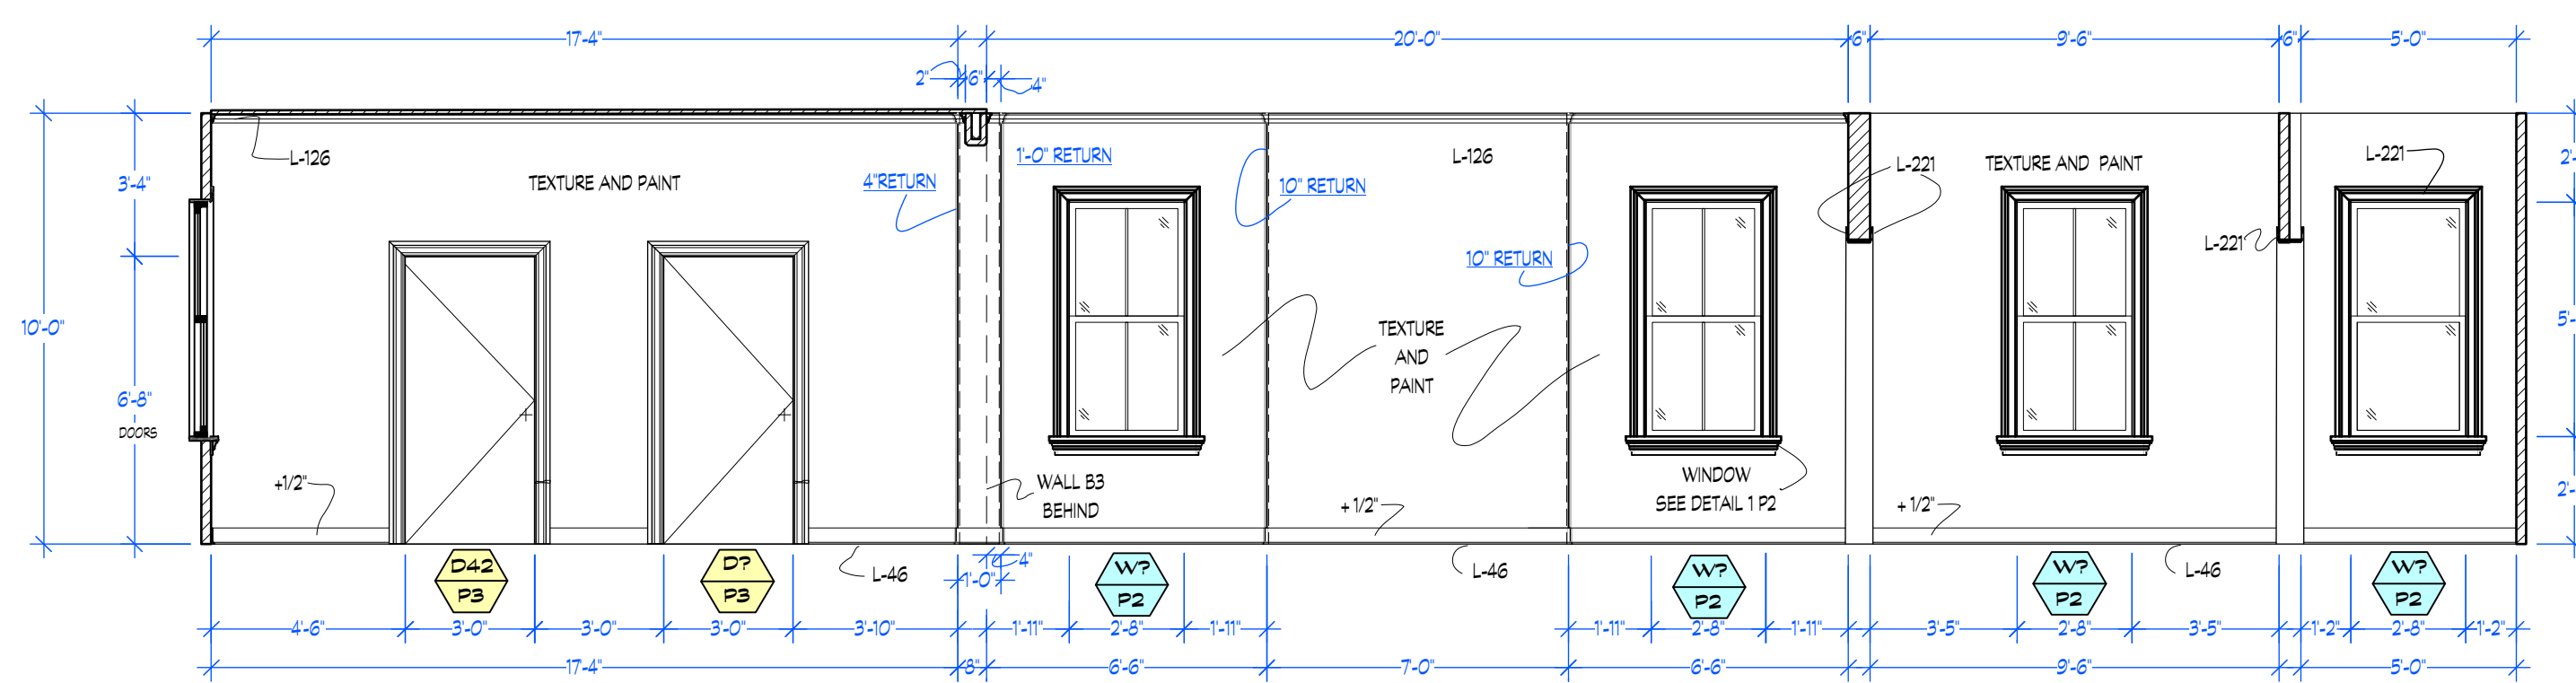 17'-4"
20'-0"
6"
9'-6"
6"
5'-0"
2"
6"
4"
L-126
TEXTURE AND PAINT
4"RETURN
1'-0" RETURN
10" RETURN
L-126
10" RETURN
L-221
TEXTURE AND PAINT
L-221
L-221
3'-4"
10'-0"
6'-8"
DOORS
TEXTURE
AND
PAINT
+1/2"
WALL B3
BEHIND
+ 1/2"
WINDOW
SEE DETAIL 1 P2
+ 1/2"
2'-
5'-
2'-
D42
P3
D?
P3
L-46
4"
1'-0"
W?
P2
L-46
W?
P2
W?
P2
L-46
W?
P2
4'-6"
3'-0"
3'-0"
3'-0"
3'-10"
1'-11"
2'-8"
1'-11"
1'-11"
2'-8"
1'-11"
3'-5"
2'-8"
3'-5"
1'-2"
2'-8"
1'-2"
17'-4"
8"
6'-6"
7'-0"
6'-6"
9'-6"
5'-0"